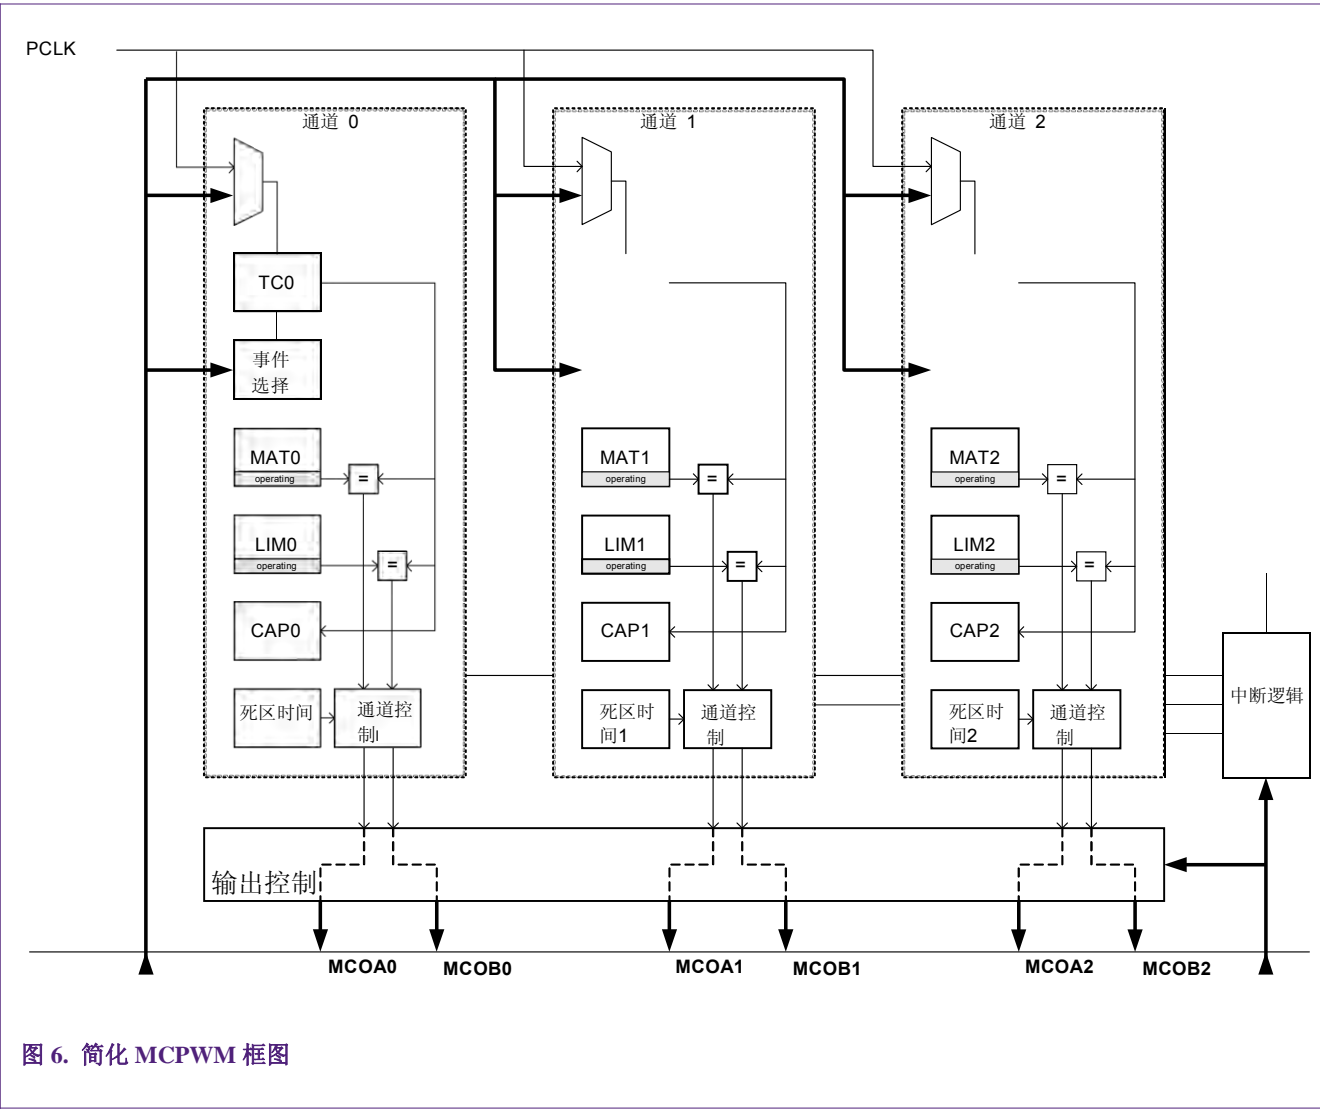 PCLK
通道 0
通道 1
通道 2
TC0
事件
选择
MAT0
operating
=
MAT1
operating
=
MAT2
operating
=
LIM0
operating
=
LIM1
operating
=
LIM2
operating
=
CAP0
CAP1
CAP2
死区时间
通道控
制
死区时
间1
通道控
制
死区时
间2
通道控
制
中断逻辑
输出控制
MCOA0
MCOB0
MCOA1
MCOB1
MCOA2
MCOB2
图 6. 简化 MCPWM 框图